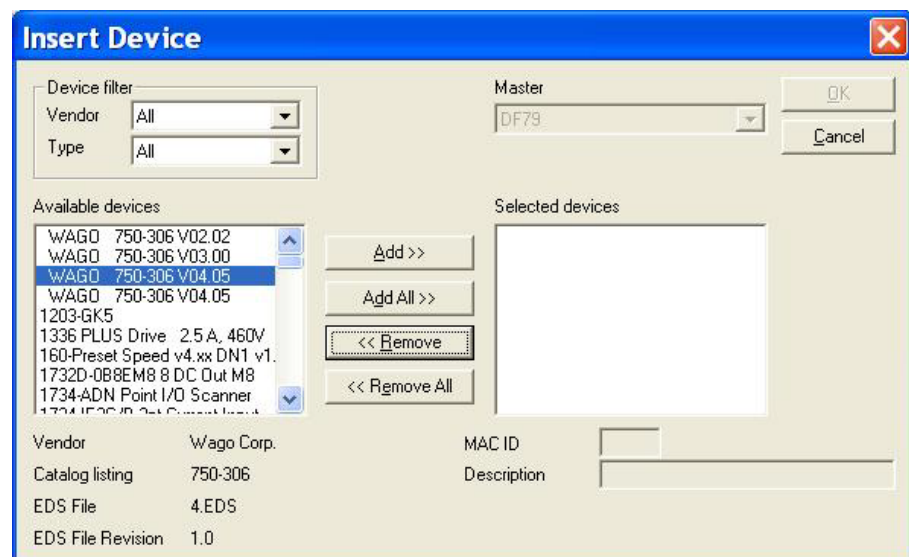 Insert Device
Device filter
Vendor All
Type All
Master
DF79
OK
Cancel
Available devices
WAGO 750-306 V02.02
WAGO 750-306 V03.00
WAGO 750-306 V04.05
WAGO 750-306 V04.05
1203-GK5
1336 PLUS Drive 2.5 A, 460V
160-Preset Speed v4.xx DN1 v1.
1732D-0B8EM8 8 DC Out M8
1734-ADN Point I/O Scanner
Add >>
Add All >>
<< Remove
<< Remove All
Selected devices
Vendor Wago Corp.
Catalog listing 750-306
EDS File 4.EDS
EDS File Revision 1.0
MAC ID
Description